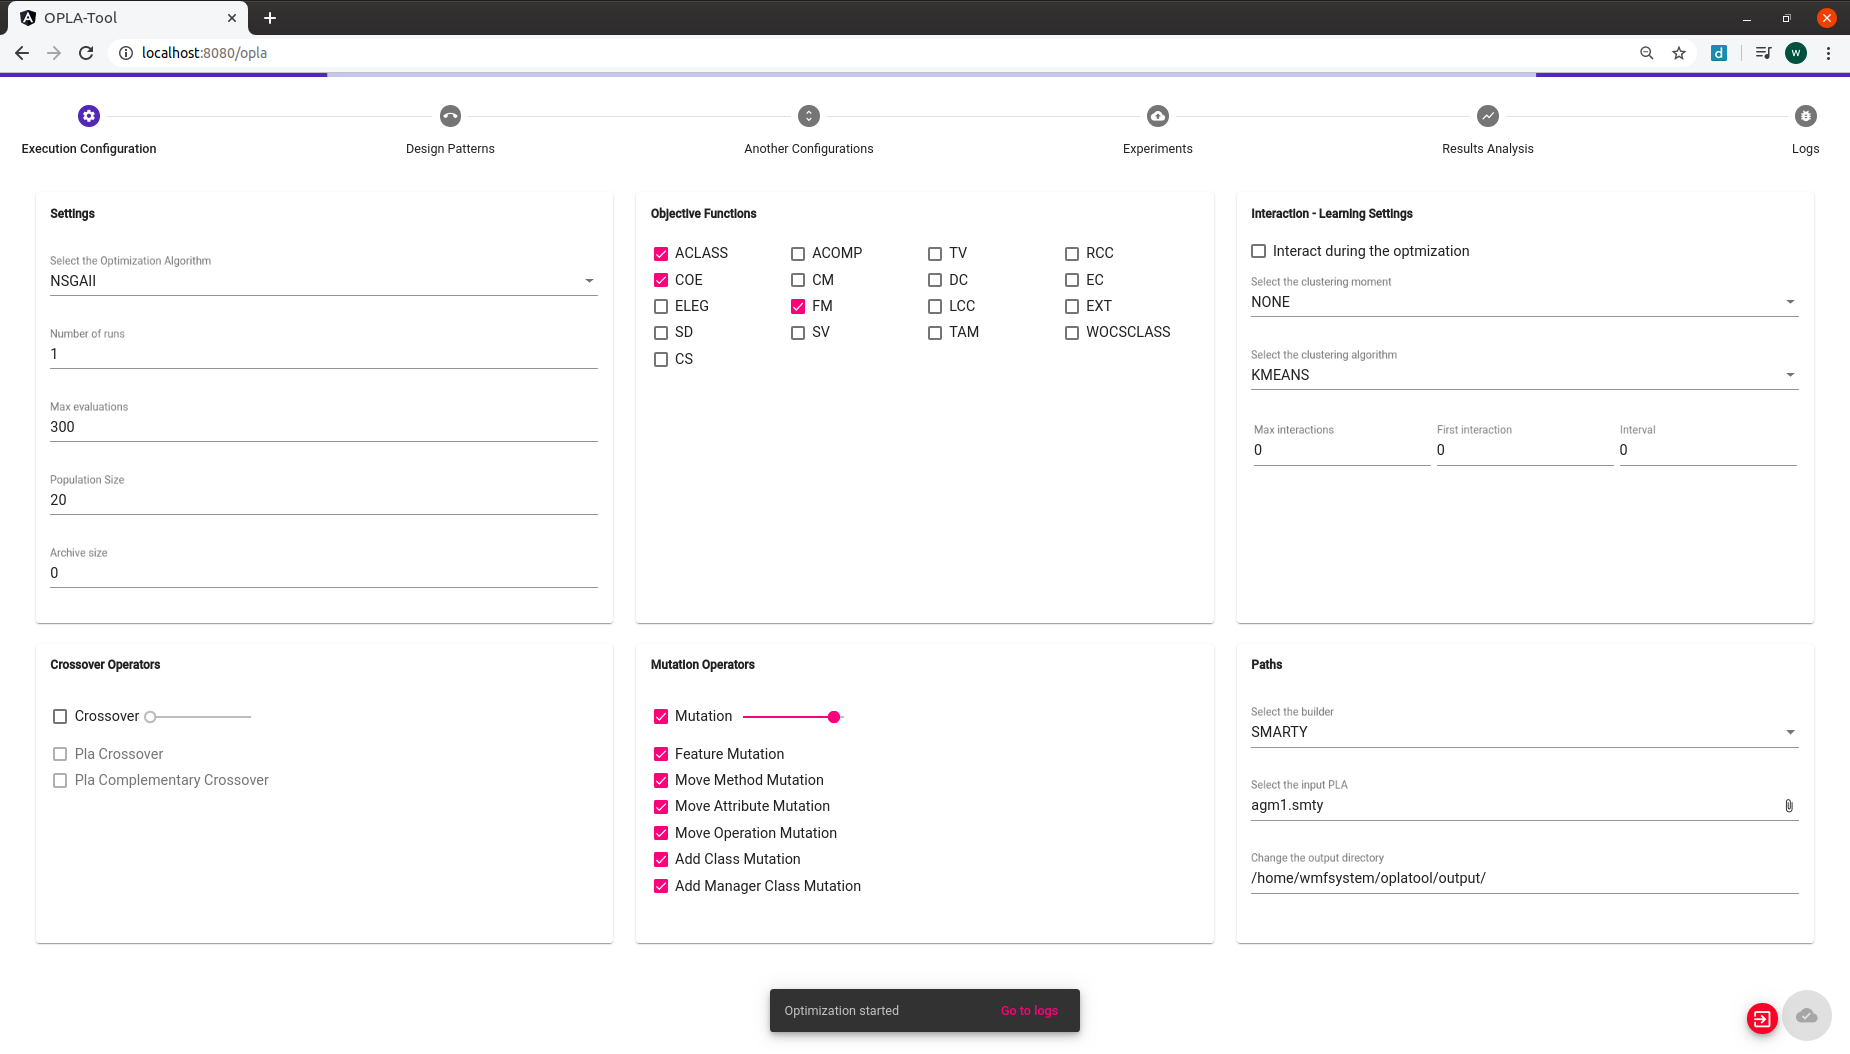 OPLA-Tool
localhost:8080/opla
d
w
Execution Configuration
Design Patterns
Another Configurations
Experiments
Results Analysis
Logs
Settings
Select the Optimization Algorithm
NSGAII
Number of runs
1
Max evaluations
300
Population Size
20
Archive size
0
Objective Functions
ACLASS
ACOMP
TV
RCC
COE
CM
DC
EC
ELEG
FM
LCC
EXT
SD
SV
TAM
WOCSCLASS
CS
Interaction - Learning Settings
Interact during the optmization
Select the clustering moment
NONE
Select the clustering algorithm
KMEANS
Max interactions
First interaction
Interval
0
0
0
Crossover Operators
Crossover
Pla Crossover
Pla Complementary Crossover
Mutation Operators
Mutation
Feature Mutation
Move Method Mutation
Move Attribute Mutation
Move Operation Mutation
Add Class Mutation
Add Manager Class Mutation
Paths
Select the builder
SMARTY
Select the input PLA
agm1.smty
Change the output directory
/home/wmfsystem/oplatool/output/
Optimization started
Go to logs